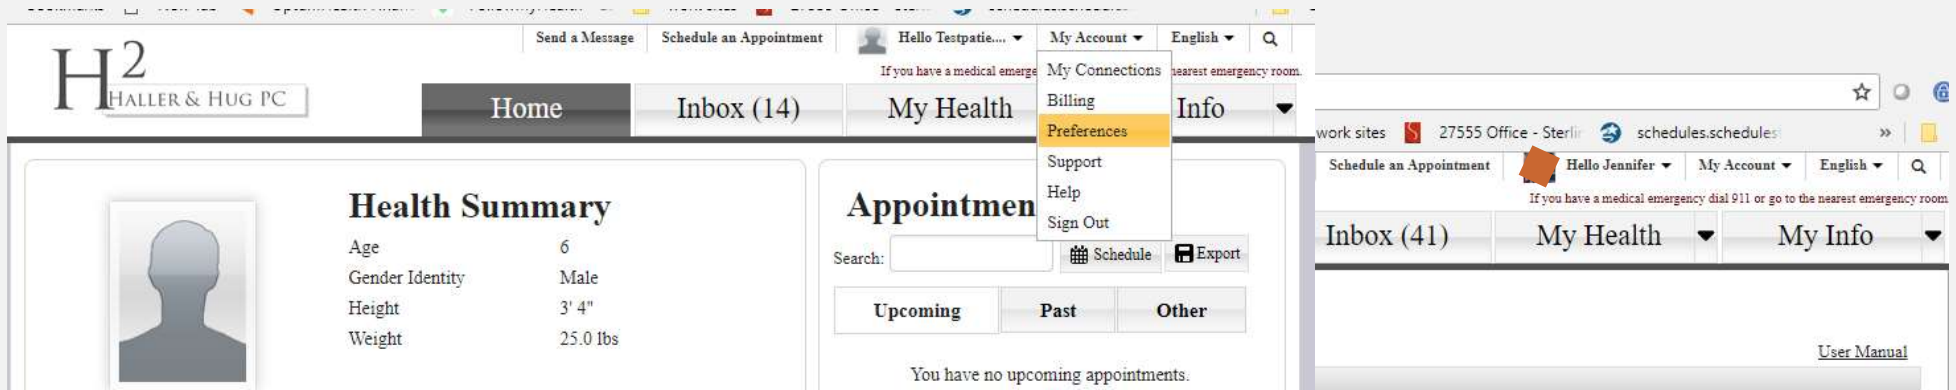 Send a Message Schedule an Appointment Hello Testpatie.... My Account English
H2
HALLER & HUG PC
If you have a medical emerge
nearest emergency room.
Home Inbox (14) My Health Info
My Connections
Billing
Preferences
Support
Help
Sign Out
Health Summary
Age 6
Gender Identity Male
Height 3' 4"
Weight 25.0 lbs
Appointmen
Search: Schedule Export
Upcoming Past Other
You have no upcoming appointments.
work sites 27555 Office - Sterlin schedules.schedules »
Schedule an Appointment Hello Jennifer My Account English
If you have a medical emergency dial 911 or go to the nearest emergency room
Inbox (41) My Health My Info
User Manual